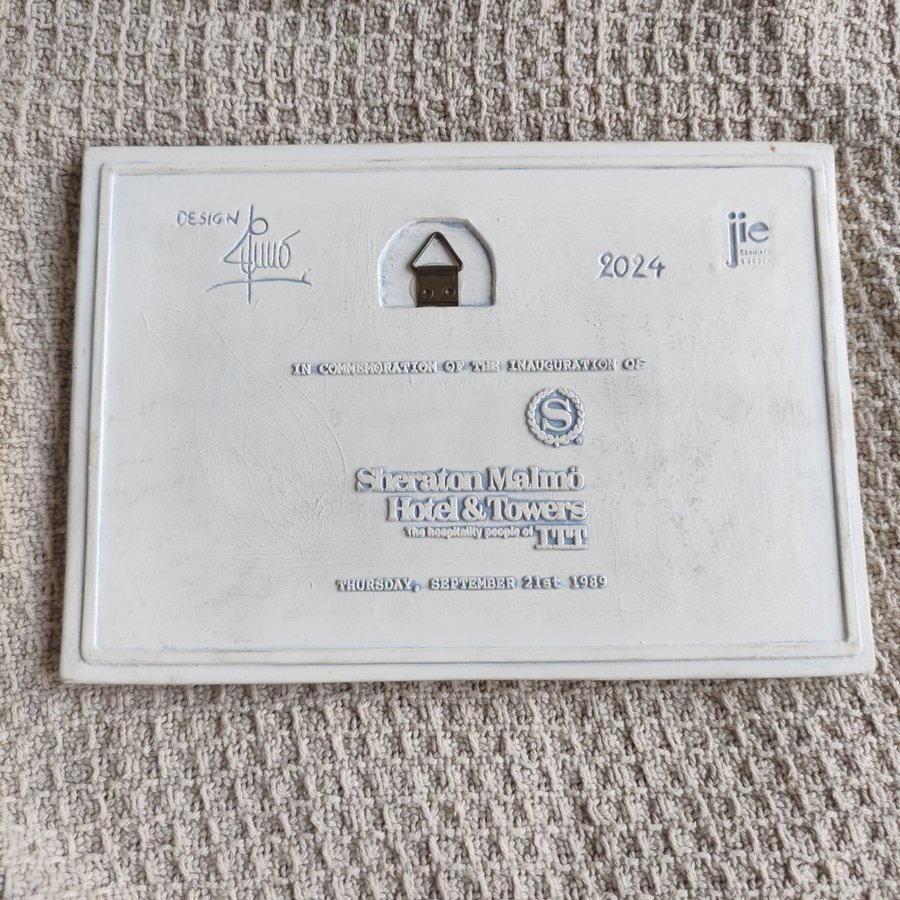 DESIGN
2024
jie
IN COMMEMORATION OF THE INAUGURATION OF
S
Sheraton Malmö
Hotel & Towers
The hospitality people of ITT
THURSDAY, SEPTEMBER 21st 1989